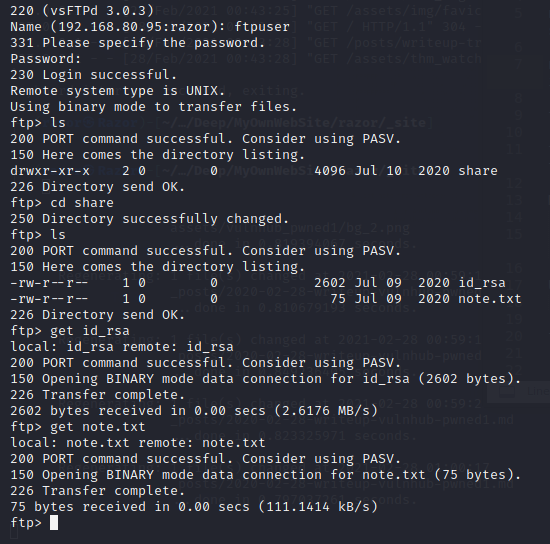 220 (vsFTPd 3.0.3)
Name (192.168.80.95:razor): ftpuser
331 Please specify the password.
Password:
230 Login successful.
Remote system type is UNIX.
Using binary mode to transfer files.
ftp> ls
200 PORT command successful. Consider using PASV.
150 Here comes the directory listing.
drwxr-xr-x    2 0        0            4096 Jul 10  2020 share
226 Directory send OK.
ftp> cd share
250 Directory successfully changed.
ftp> ls
200 PORT command successful. Consider using PASV.
150 Here comes the directory listing.
-rw-r--r--    1 0        0            2602 Jul 09  2020 id_rsa
-rw-r--r--    1 0        0              75 Jul 09  2020 note.txt
226 Directory send OK.
ftp> get id_rsa
local: id_rsa remote: id_rsa
200 PORT command successful. Consider using PASV.
150 Opening BINARY mode data connection for id_rsa (2602 bytes).
226 Transfer complete.
2602 bytes received in 0.00 secs (2.6176 MB/s)
ftp> get note.txt
local: note.txt remote: note.txt
200 PORT command successful. Consider using PASV.
150 Opening BINARY mode data connection for note.txt (75 bytes).
226 Transfer complete.
75 bytes received in 0.00 secs (111.1414 kB/s)
ftp>